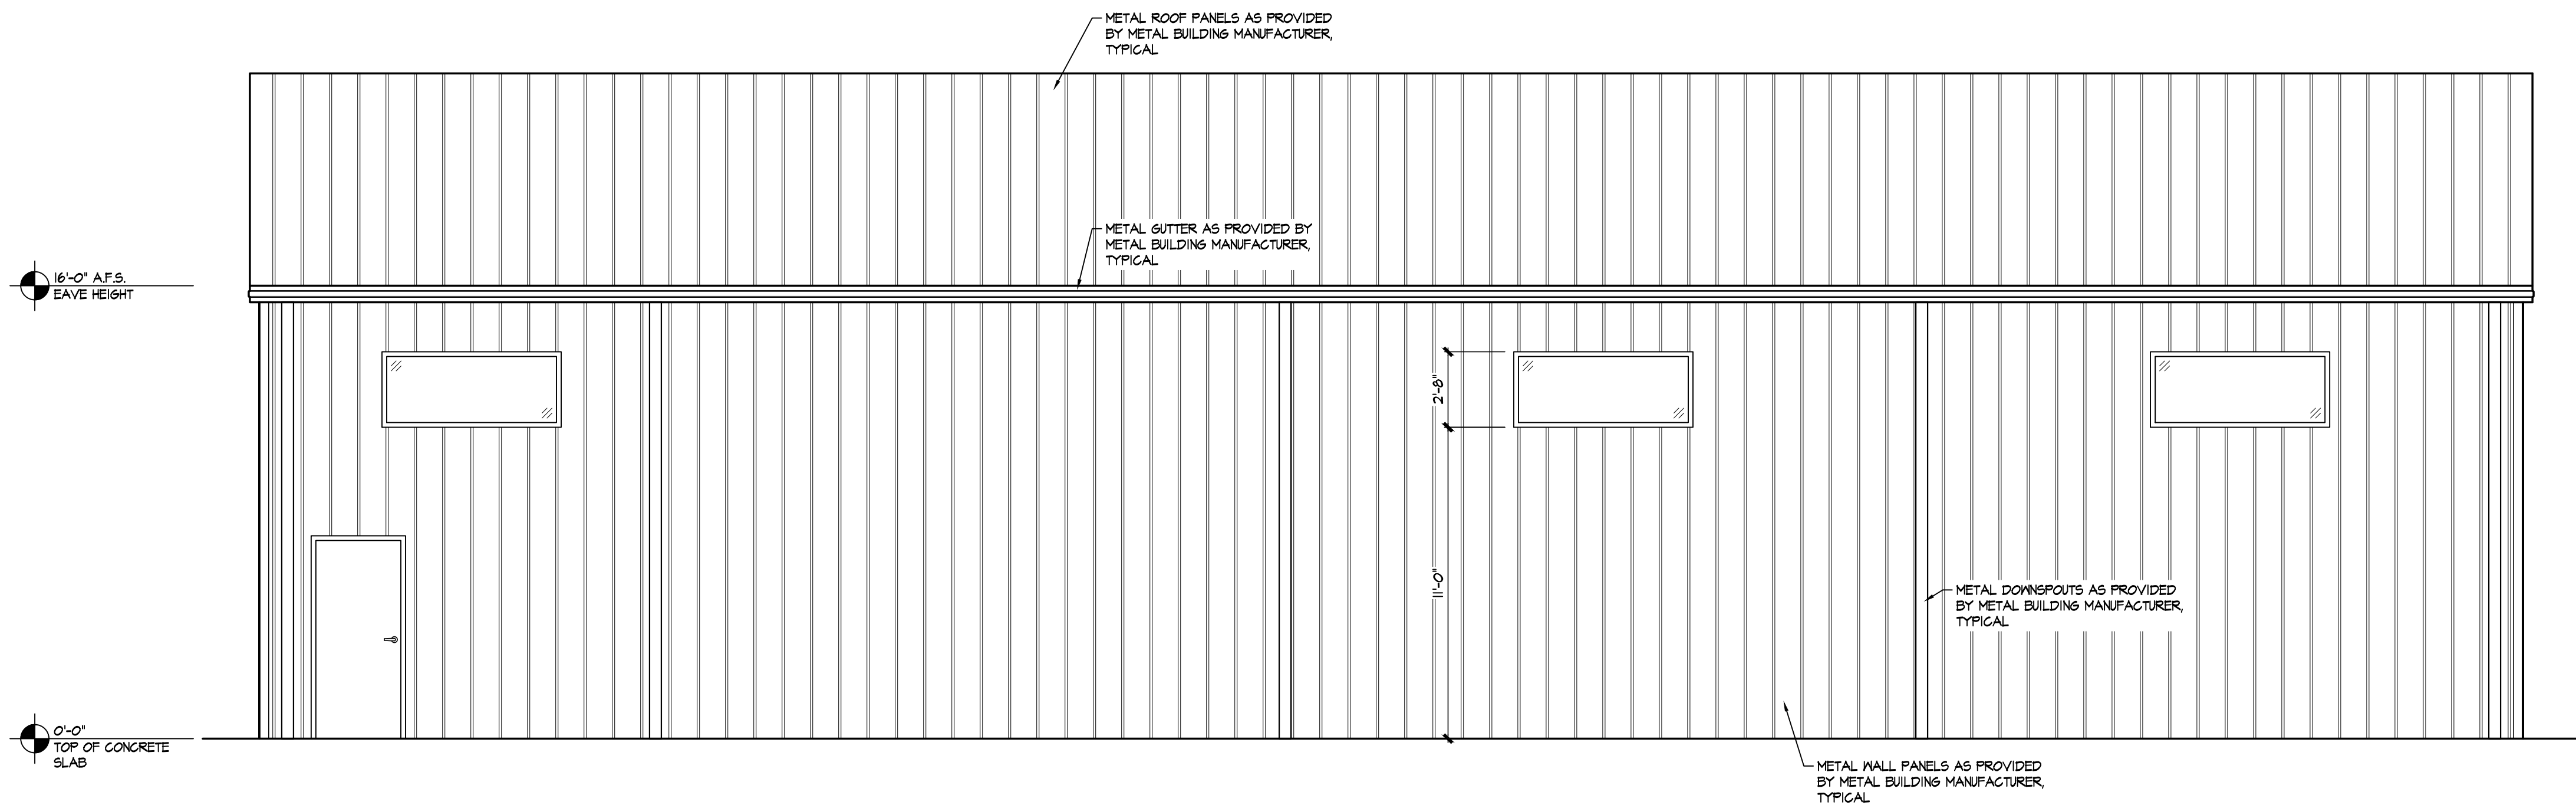 METAL ROOF PANELS AS PROVIDED
BY METAL BUILDING MANUFACTURER,
TYPICAL
METAL GUTTER AS PROVIDED BY
METAL BUILDING MANUFACTURER,
TYPICAL
16'-0" A.F.S.
EAVE HEIGHT
2'-8"
11'-0"
METAL DOWNSPOUTS AS PROVIDED
BY METAL BUILDING MANUFACTURER,
TYPICAL
0'-0"
TOP OF CONCRETE
SLAB
METAL WALL PANELS AS PROVIDED
BY METAL BUILDING MANUFACTURER,
TYPICAL